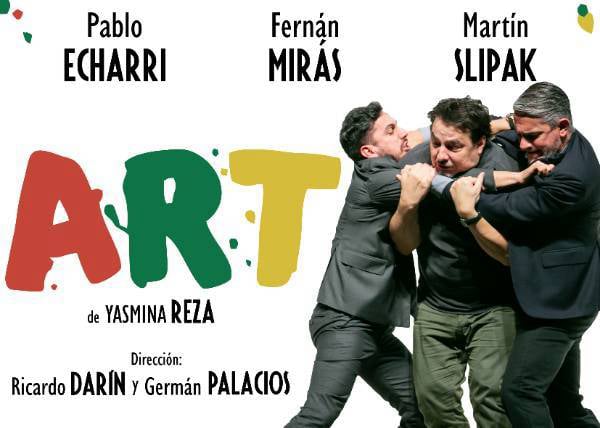 Pablo
ECHARRI
Fernán
MIRÁS
Martín
SLIPAK
ART
de YASMINA REZA
Dirección:
Ricardo DARÍN y Germán PALACIOS